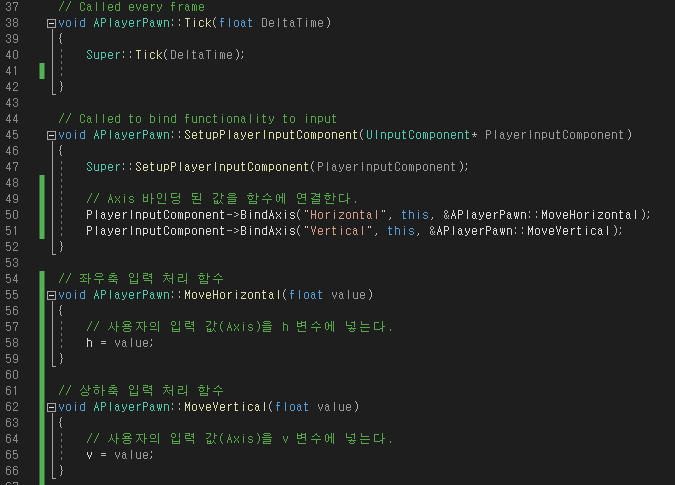 37 // Called every frame
38 void APlayerPawn::Tick(float DeltaTime)
39 {
40 Super::Tick(DeltaTime);
41
42 }
43
44 // Called to bind functionality to input
45 void APlayerPawn::SetupPlayerInputComponent(UInputComponent* PlayerInputComponent)
46 {
47 Super::SetupPlayerInputComponent(PlayerInputComponent);
48
49 // Axis 바인딩 된 값을 함수에 연결한다.
50 PlayerInputComponent->BindAxis("Horizontal", this, &APlayerPawn::MoveHorizontal);
51 PlayerInputComponent->BindAxis("Vertical", this, &APlayerPawn::MoveVertical);
52 }
53
54 // 좌우축 입력 처리 함수
55 void APlayerPawn::MoveHorizontal(float value)
56 {
57 // 사용자의 입력 값(Axis)을 h 변수에 넣는다.
58 h = value;
59 }
60
61 // 상하축 입력 처리 함수
62 void APlayerPawn::MoveVertical(float value)
63 {
64 // 사용자의 입력 값(Axis)을 v 변수에 넣는다.
65 v = value;
66 }